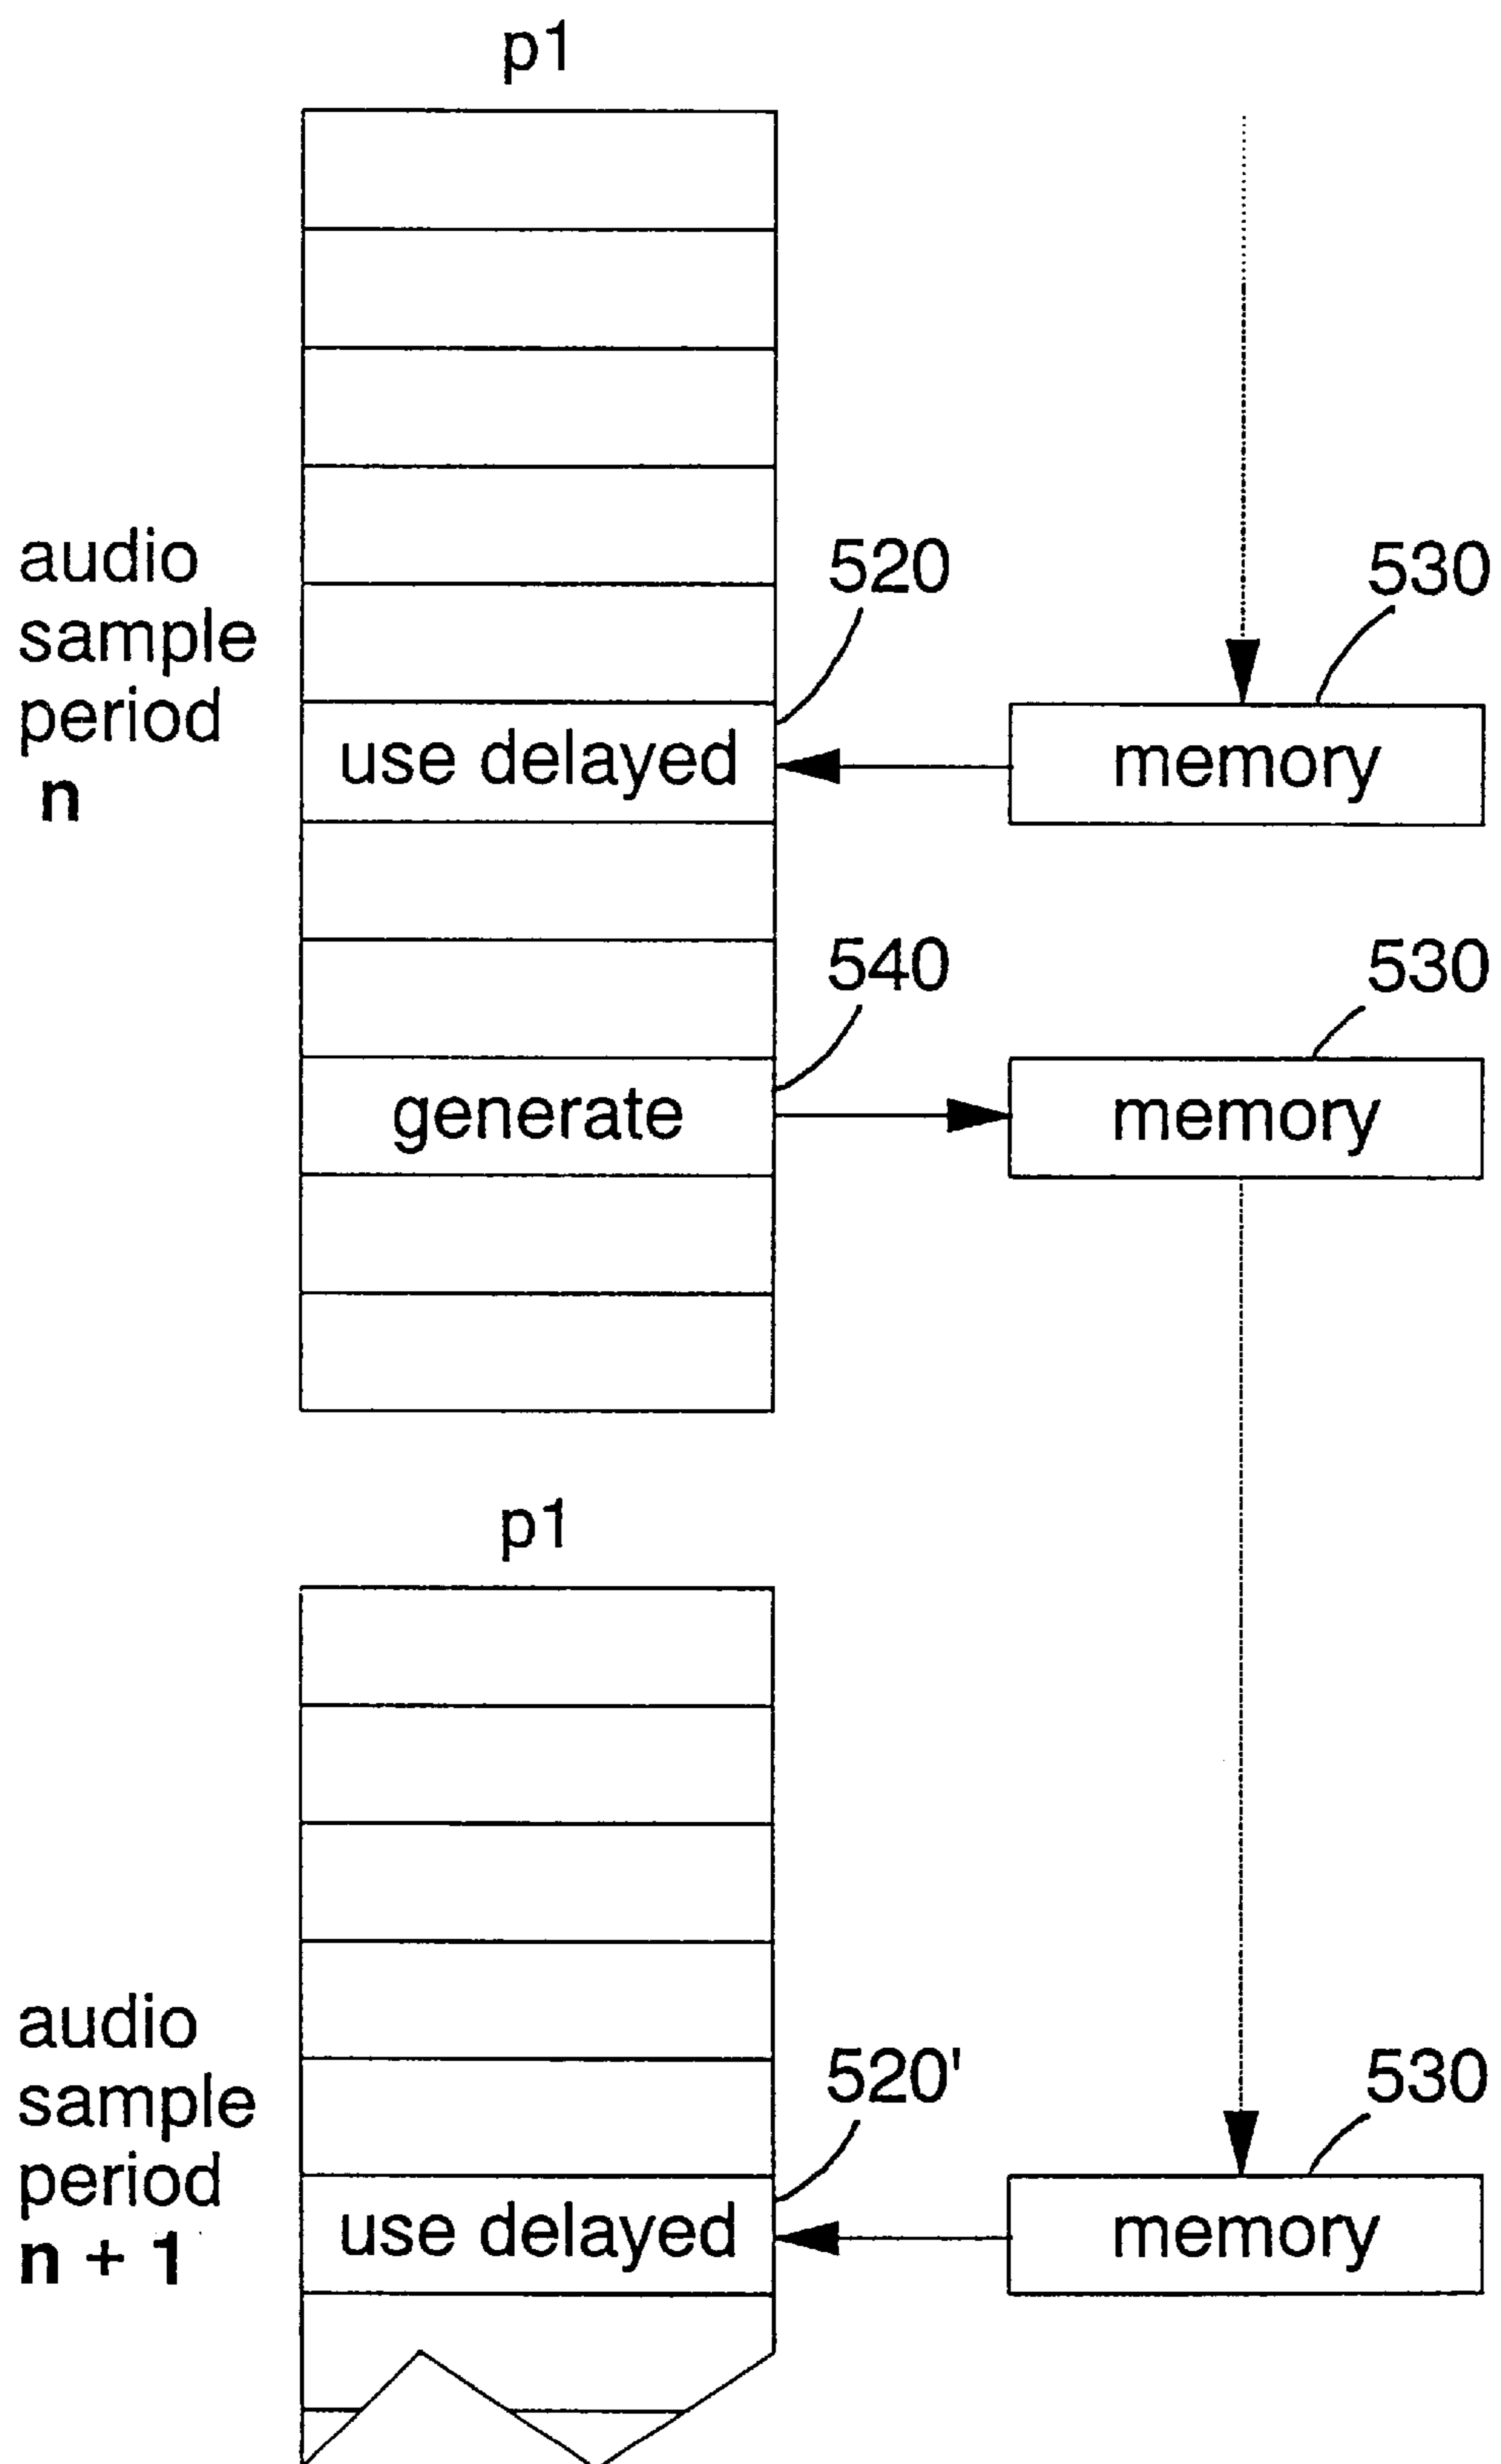 p1
audio
sample
period
n
520
530
use delayed
memory
540
530
generate
memory
p1
audio
sample
period
n + 1
520'
530
use delayed
memory